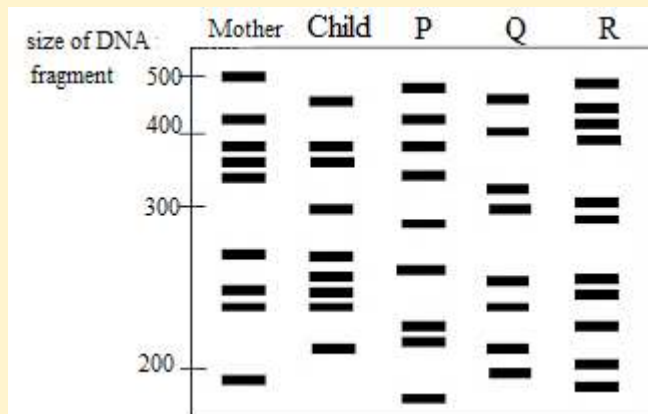 size of DNA
fragment
Mother Child P Q R
500
400
300
200